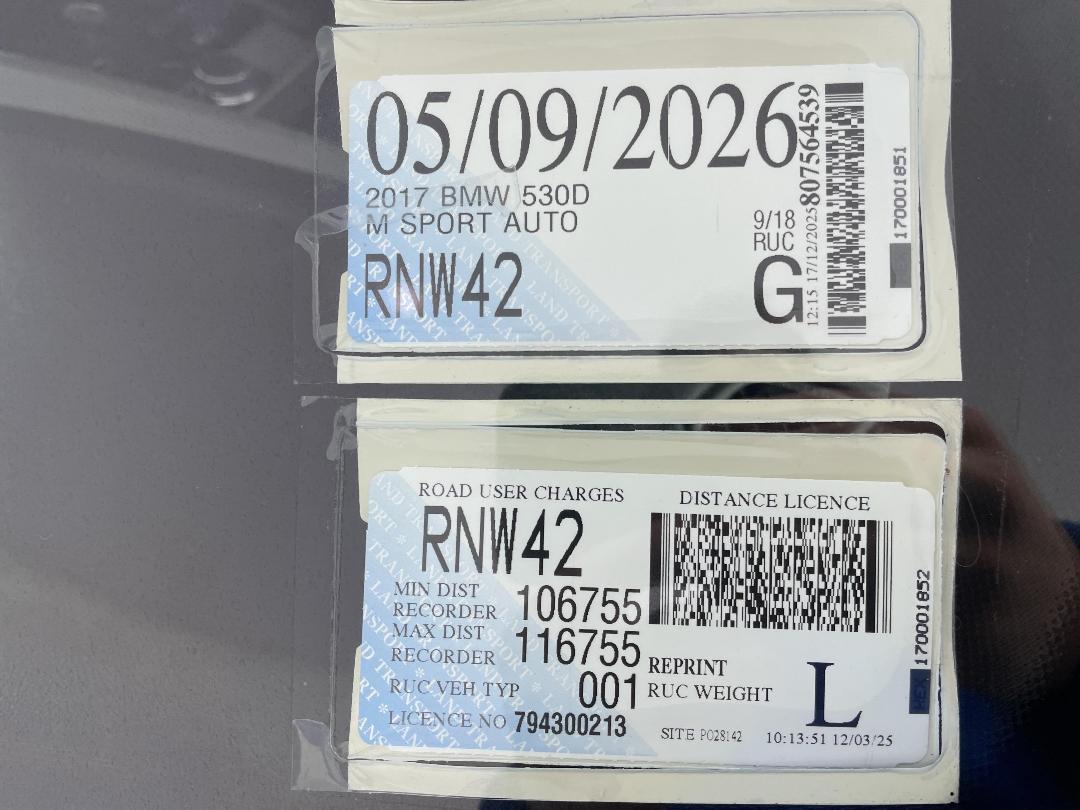 05/09/2026
2017 BMW 530D
M SPORT AUTO
RNW42
9/18
RUC
G
12:15 17/12/2025 807564539
170001851
ROAD USER CHARGES
DISTANCE LICENCE
RNW42
MIN DIST
RECORDER 106755
MAX DIST
RECORDER 116755
RUC VEH TYP 001
LICENCE NO 794300213
REPRINT
RUC WEIGHT L
SITE PO28142 10:13:51 12/03/25
170001852